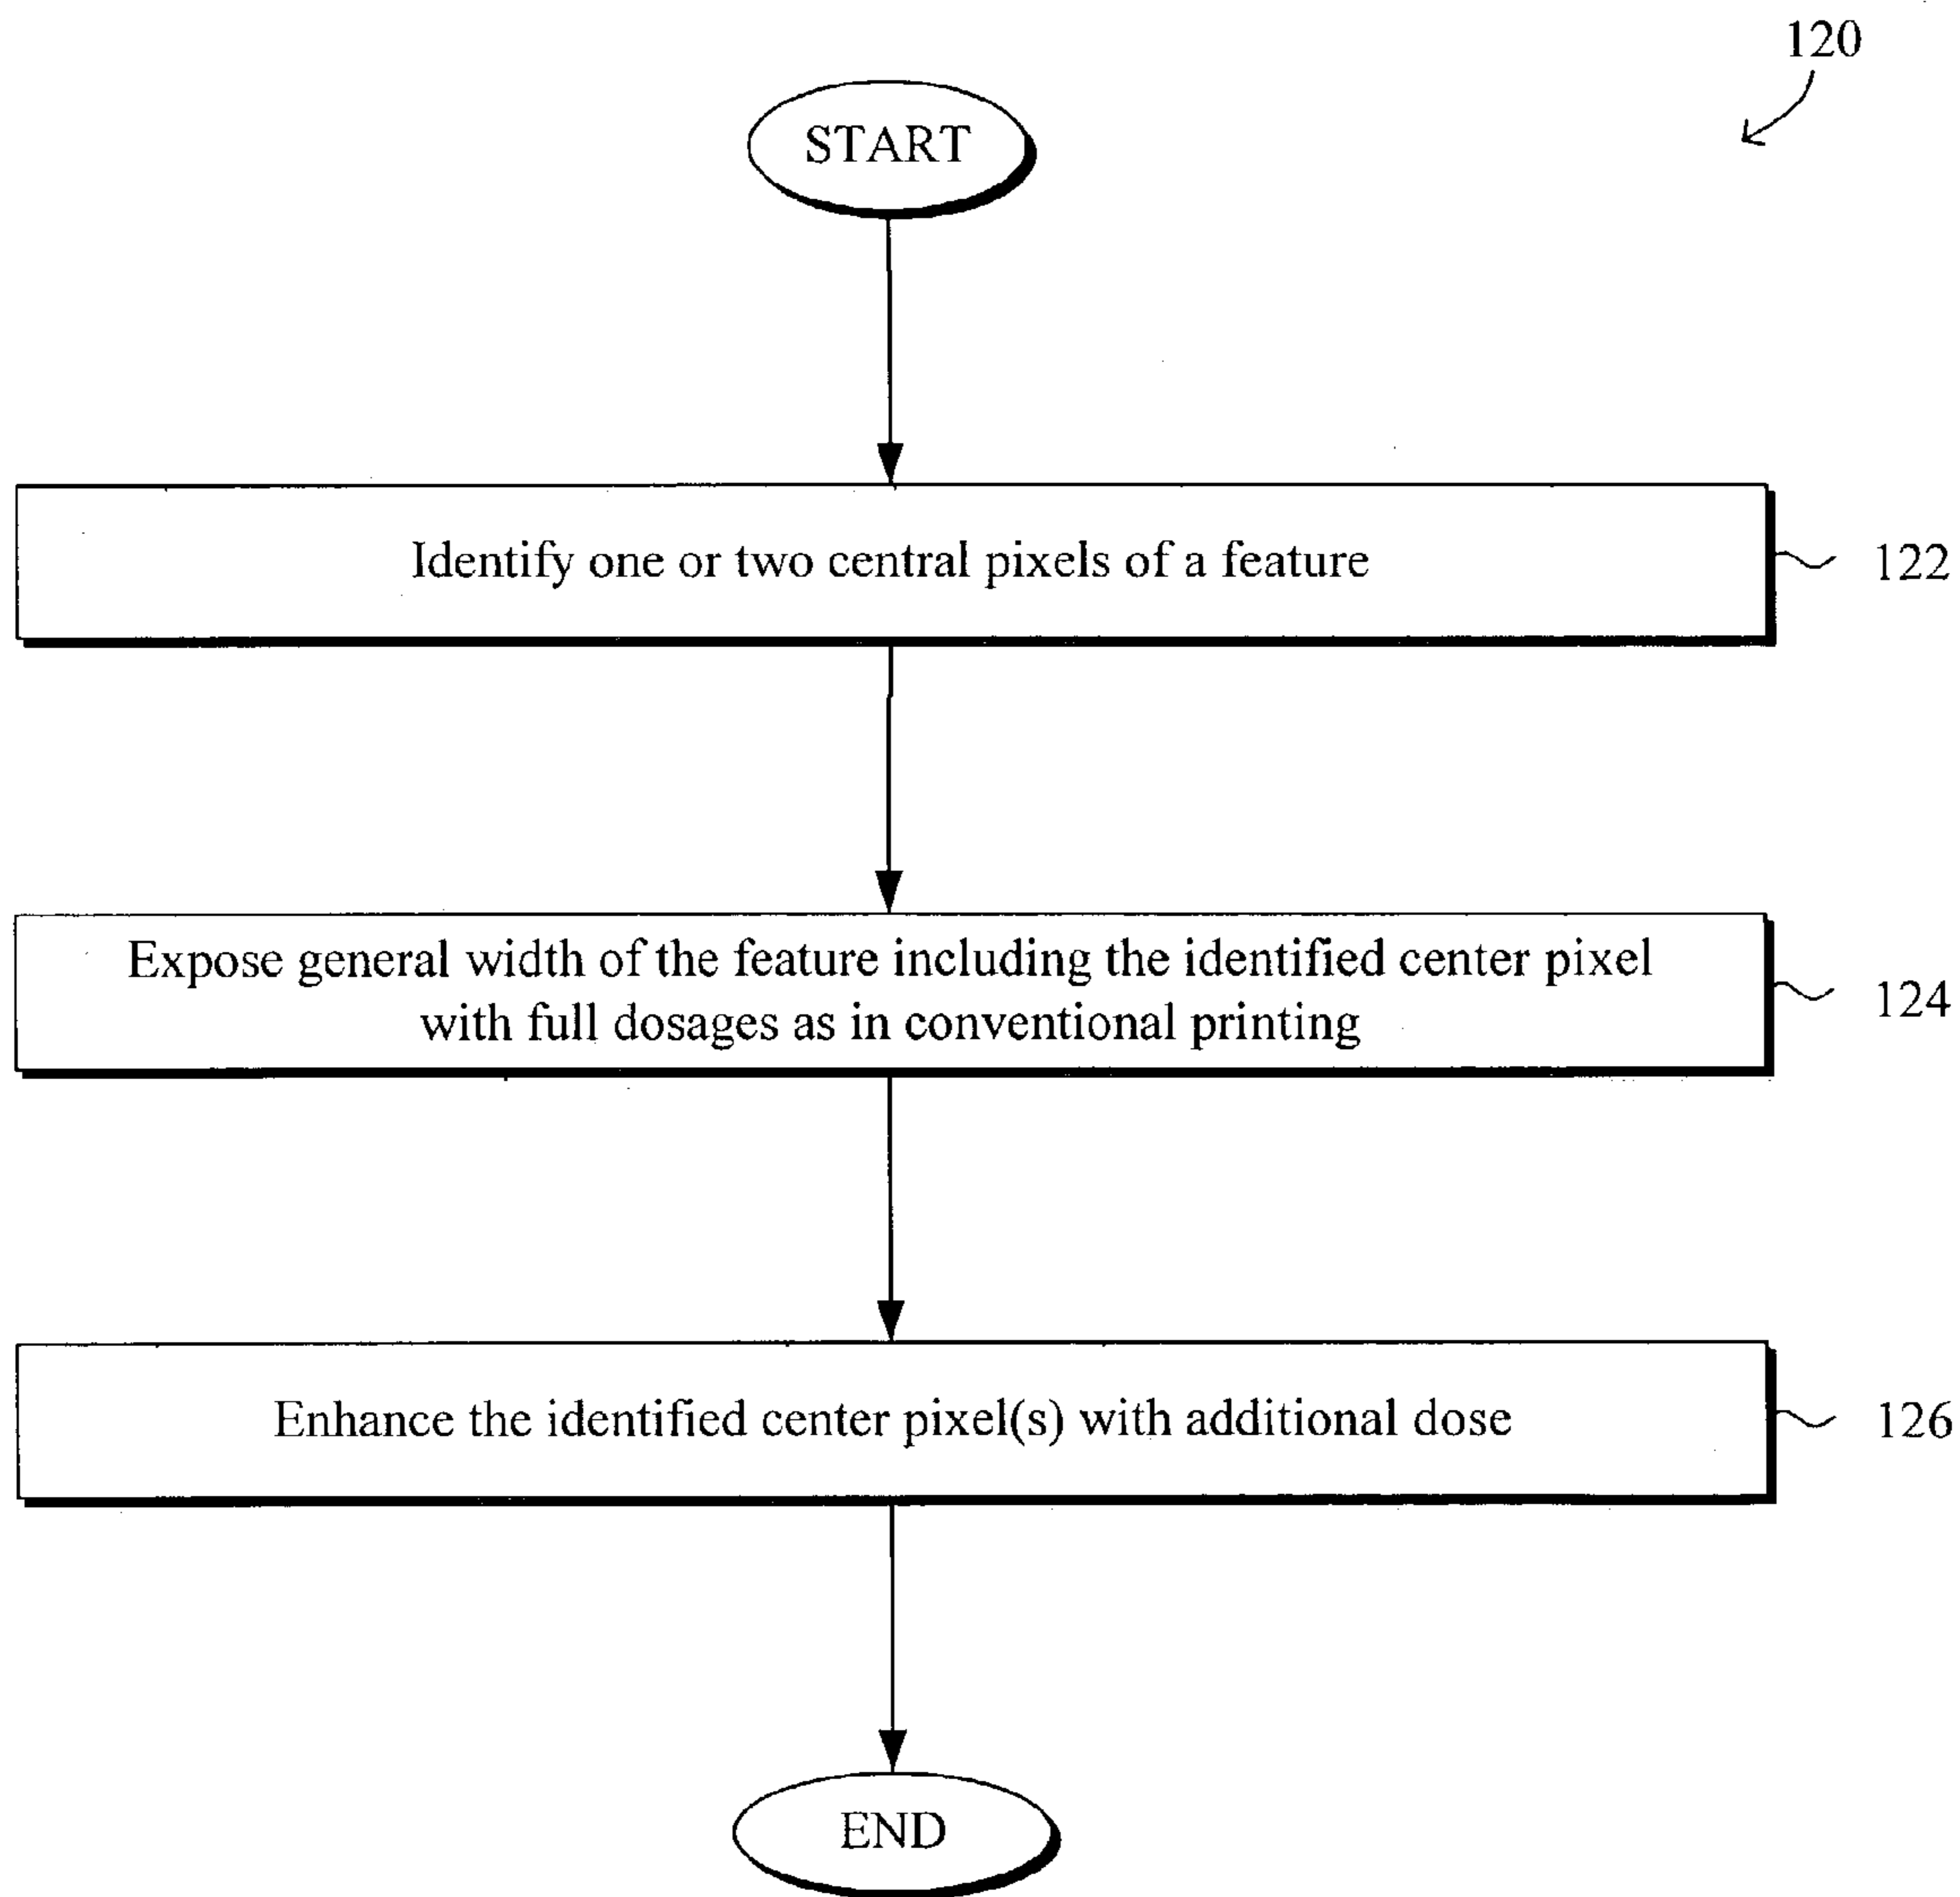 120
START
Identify one or two central pixels of a feature
122
Expose general width of the feature including the identified center pixel
with full dosages as in conventional printing
124
Enhance the identified center pixel(s) with additional dose
126
END